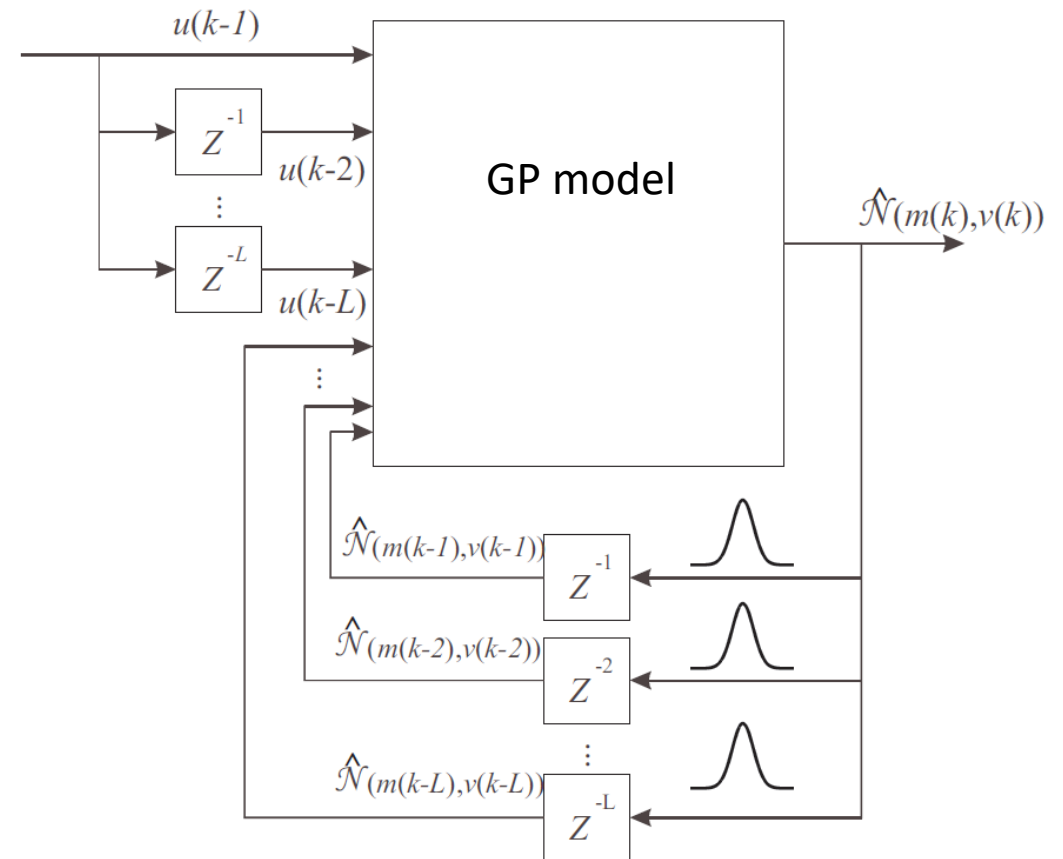 u(k-1)
Z^-1
u(k-2)
⋮
Z^-L
u(k-L)
GP model
𝒩̂(m(k),v(k))
⋮
𝒩̂(m(k-1),v(k-1))
Z^-1
𝒩̂(m(k-2),v(k-2))
Z^-2
⋮
𝒩̂(m(k-L),v(k-L))
Z^-L